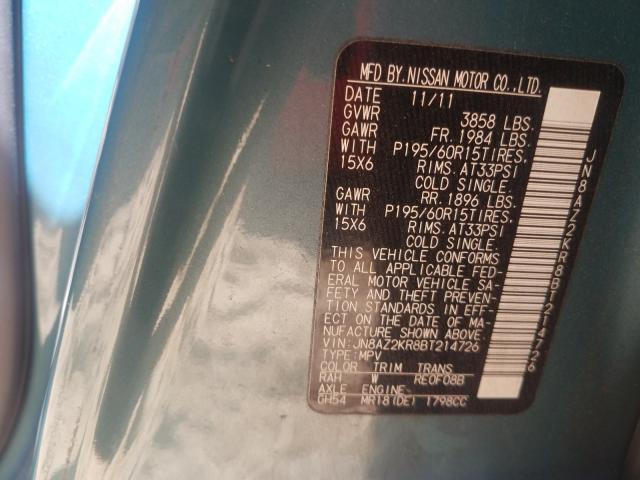 MFD BY. NISSAN MOTOR CO., LTD.
DATE 11/11
GVWR 3858 LBS.
GAWR FR. 1984 LBS.
WITH P195/60R15TIRES,
15X6 RIMS. AT33PSI
COLD SINGLE.
GAWR RR. 1896 LBS.
WITH P195/60R15TIRES,
15X6 RIMS. AT33PSI
COLD SINGLE.
THIS VEHICLE CONFORMS
TO ALL APPLICABLE FED-
ERAL MOTOR VEHICLE SA-
FETY AND THEFT PREVEN-
TION STANDARDS IN EFF-
ECT ON THE DATE OF MA-
NUFACTURE SHOWN ABOVE.
VIN: JN8AZ2KR8BT214726
TYPE: MPV
COLOR TRIM TRANS
RAH W RE0F08B
AXLE ENGINE-
GH54 MR18(DE) 1798CC
JN8AZ2KR8BT214726